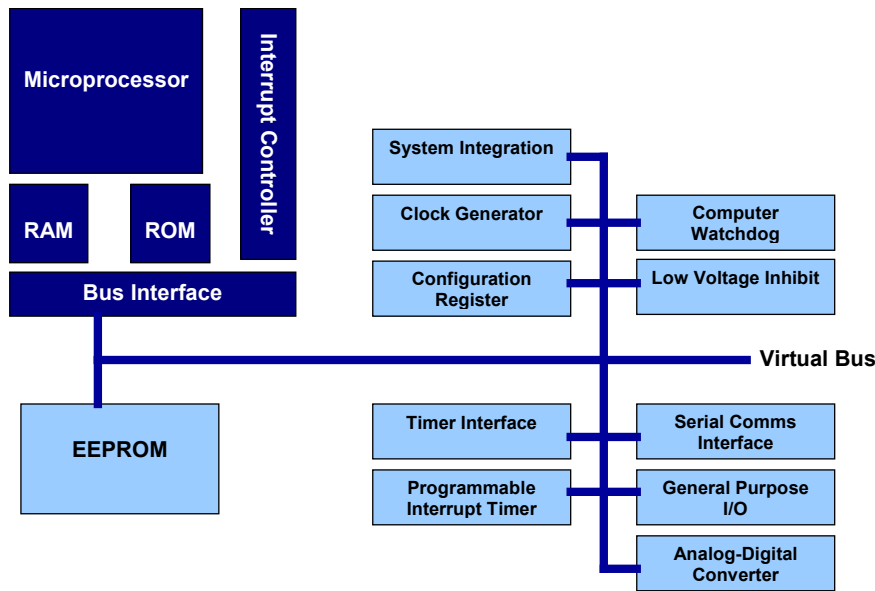 Microprocessor
Interrupt Controller
RAM
ROM
Bus Interface
EEPROM
System Integration
Clock Generator
Computer
Watchdog
Configuration
Register
Low Voltage Inhibit
Virtual Bus
Timer Interface
Serial Comms
Interface
Programmable
Interrupt Timer
General Purpose
I/O
Analog-Digital
Converter